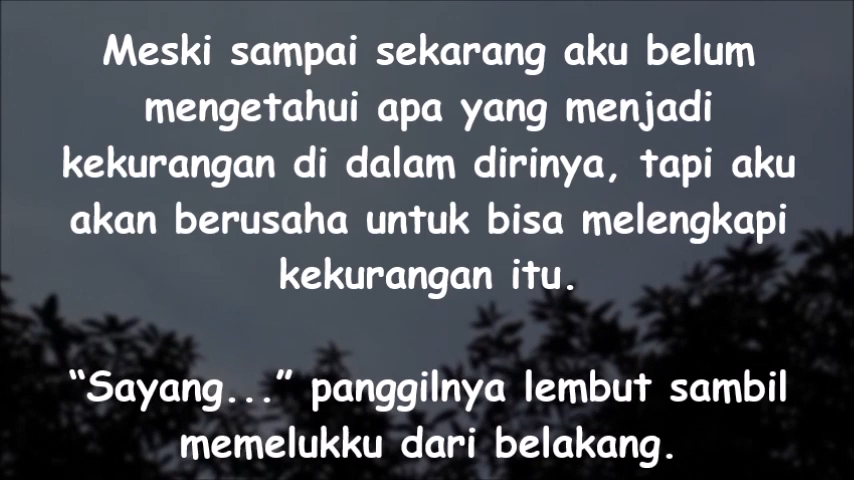 Meski sampai sekarang aku belum
mengetahui apa yang menjadi
kekurangan di dalam dirinya, tapi aku
akan berusaha untuk bisa melengkapi
kekurangan itu.
“Sayang...” panggilnya lembut sambil
memelukku dari belakang.